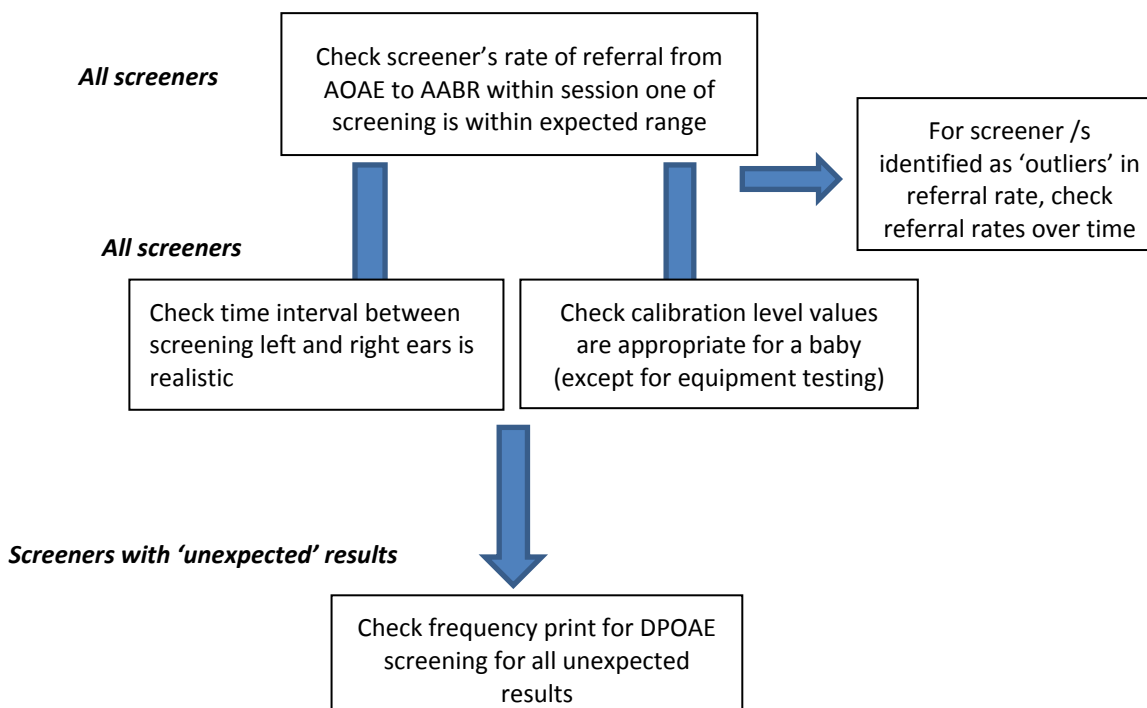 All screeners
Check screener’s rate of referral from
AOAE to AABR within session one of
screening is within expected range
For screener /s
identified as ‘outliers’ in
referral rate, check
referral rates over time
All screeners
Check time interval between
screening left and right ears is
realistic
Check calibration level values
are appropriate for a baby
(except for equipment testing)
Screeners with ‘unexpected’ results
Check frequency print for DPOAE
screening for all unexpected
results